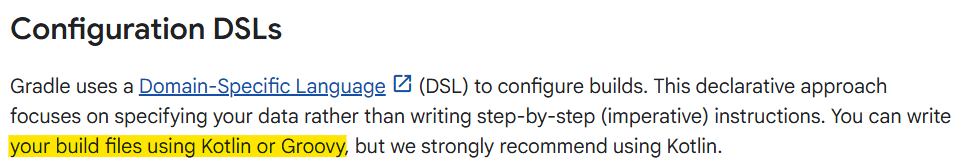 Configuration DSLs
Gradle uses a Domain-Specific Language (DSL) to configure builds. This declarative approach
focuses on specifying your data rather than writing step-by-step (imperative) instructions. You can write
your build files using Kotlin or Groovy, but we strongly recommend using Kotlin.